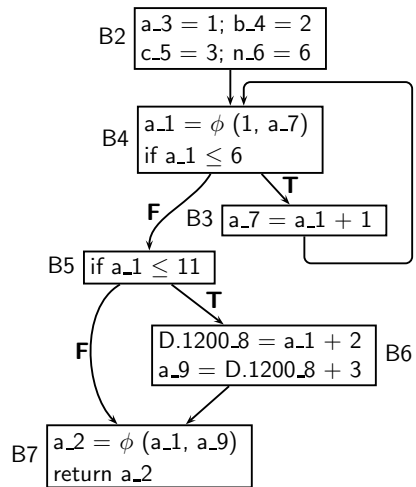 B2
a_3 = 1; b_4 = 2
c_5 = 3; n_6 = 6
B4
a_1 = ϕ (1, a_7)
if a_1 ≤ 6
F
T
B3
a_7 = a_1 + 1
B5
if a_1 ≤ 11
F
T
D.1200_8 = a_1 + 2
a_9 = D.1200_8 + 3
B6
B7
a_2 = ϕ (a_1, a_9)
return a_2